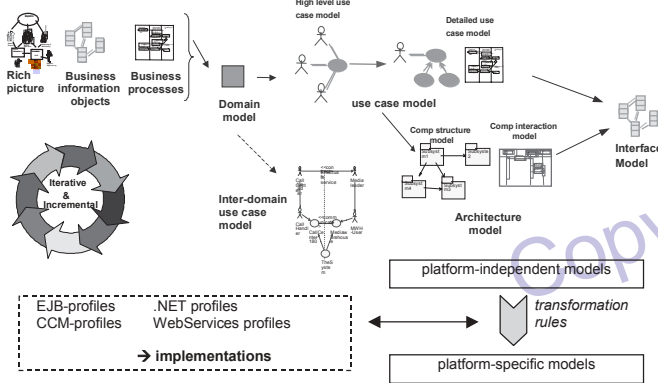 High level use
case model
Detailed use
case model
Rich
picture
Business
information
objects
Business
processes
Domain
model
use case model
Comp structure
model
Comp interaction
model
Interface
Model
Iterative
&
Incremental
Inter-domain
use case
model
Architecture
model
platform-independent models
EJB-profiles .NET profiles
CCM-profiles WebServices profiles
→ implementations
transformation
rules
platform-specific models
Copy